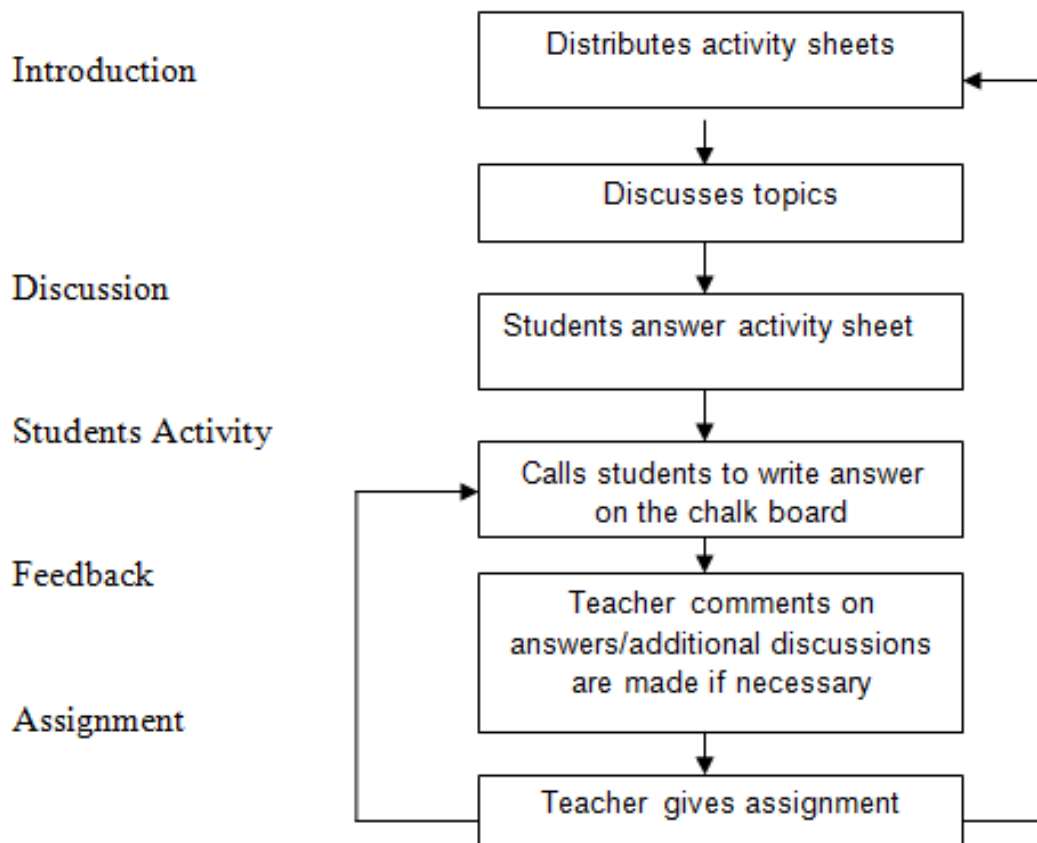 Distributes activity sheets
Introduction
Discusses topics
Discussion
Students answer activity sheet
Students Activity
Calls students to write answer
on the chalk board
Feedback
Teacher comments on
answers/additional discussions
are made if necessary
Assignment
Teacher gives assignment